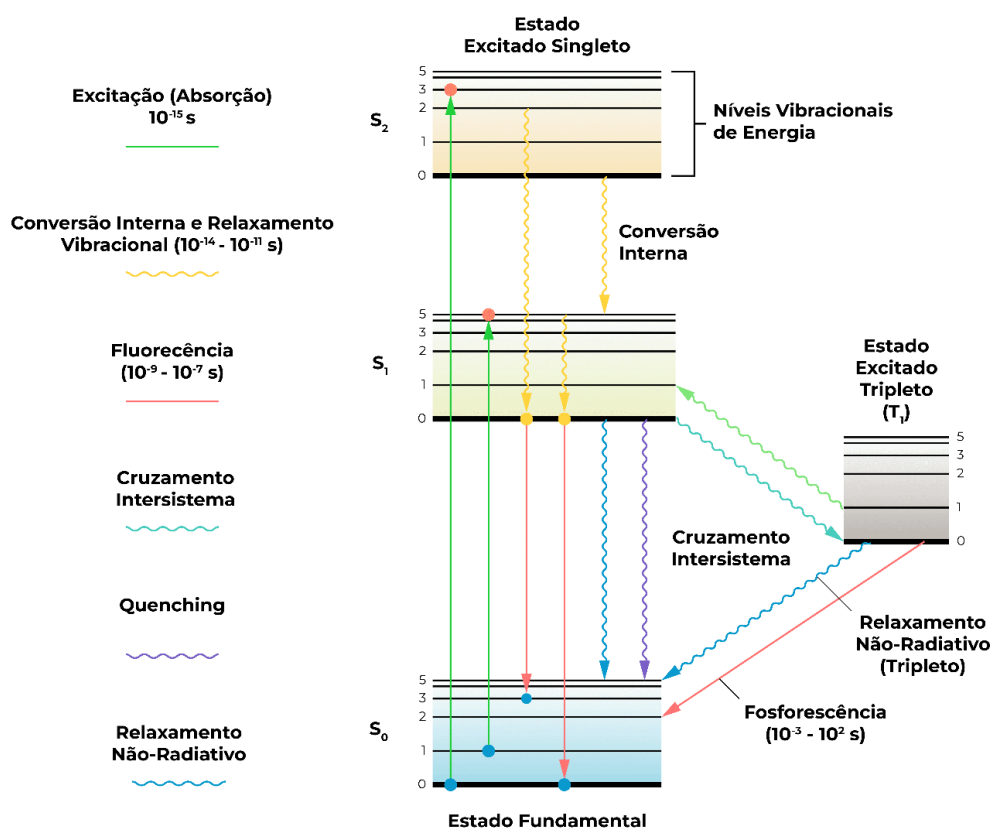 Estado
Excitado Singleto
Excitação (Absorção)
10⁻¹⁵ s
S₂
5
3
2
1
0
Níveis Vibracionais
de Energia
Conversão Interna e Relaxamento
Vibracional (10⁻¹⁴ - 10⁻¹¹ s)
Conversão
Interna
Fluorecência
(10⁻⁹ - 10⁻⁷ s)
S₁
5
3
2
1
0
Estado
Excitado
Tripleto
(T₁)
5
3
2
1
0
Cruzamento
Intersistema
Cruzamento
Intersistema
Quenching
Relaxamento
Não-Radiativo
(Tripleto)
Fosforescência
(10⁻³ - 10² s)
Relaxamento
Não-Radiativo
S₀
5
3
2
1
0
Estado Fundamental